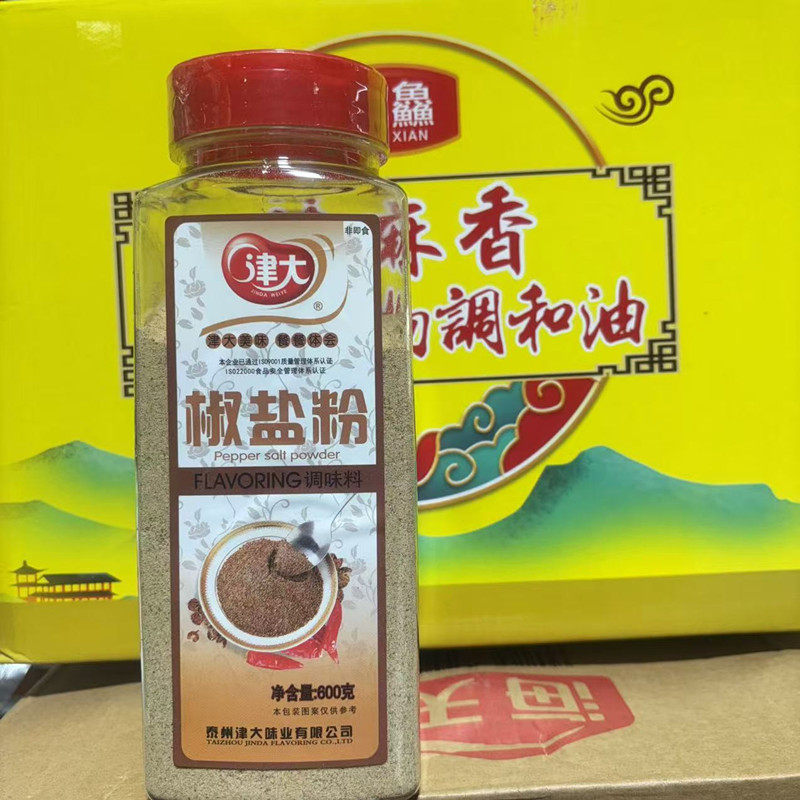 鱻
XIAN
麻香
調和油
非即食
津大
JINDA WEIYE
®
津大美味 餐餐体会
本企业已通过ISO9001质量管理体系认证
ISO22000食品安全管理体系认证
椒盐粉
Pepper salt powder
FLAVORING调味料
净含量:600克
本包装图案仅供参考
泰州津大味业有限公司
TAIZHOU JINDA FLAVORING CO.,LTD
海天